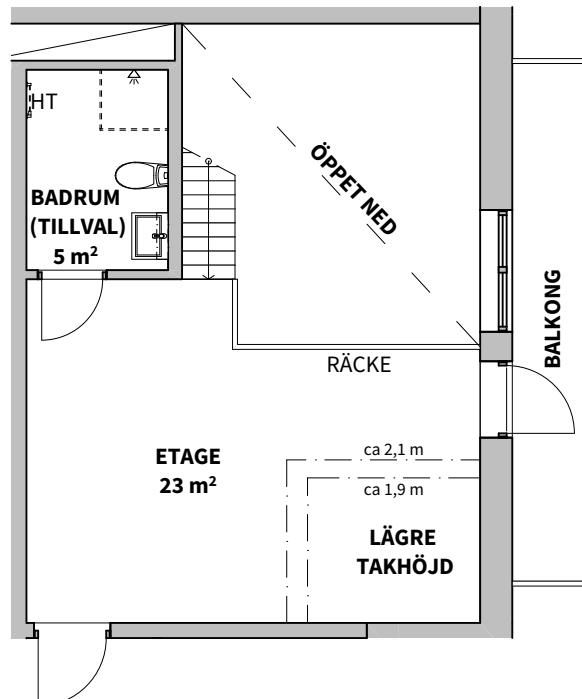 HT
BADRUM
(TILLVAL)
5 m²
ÖPPET NED
BALKONG
RÄCKE
ca 2,1 m
ca 1,9 m
ETAGE
23 m²
LÄGRE
TAKHÖJD